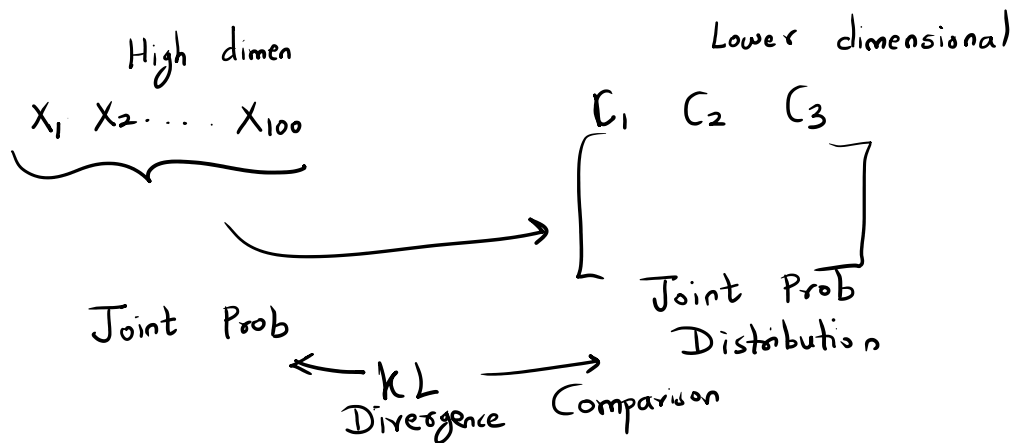 High dimen
Lower dimensional
X1 X2 . . . . . X100
C1 C2 C3
Joint Prob
Joint Prob
Distribution
KL
Divergence
Comparison